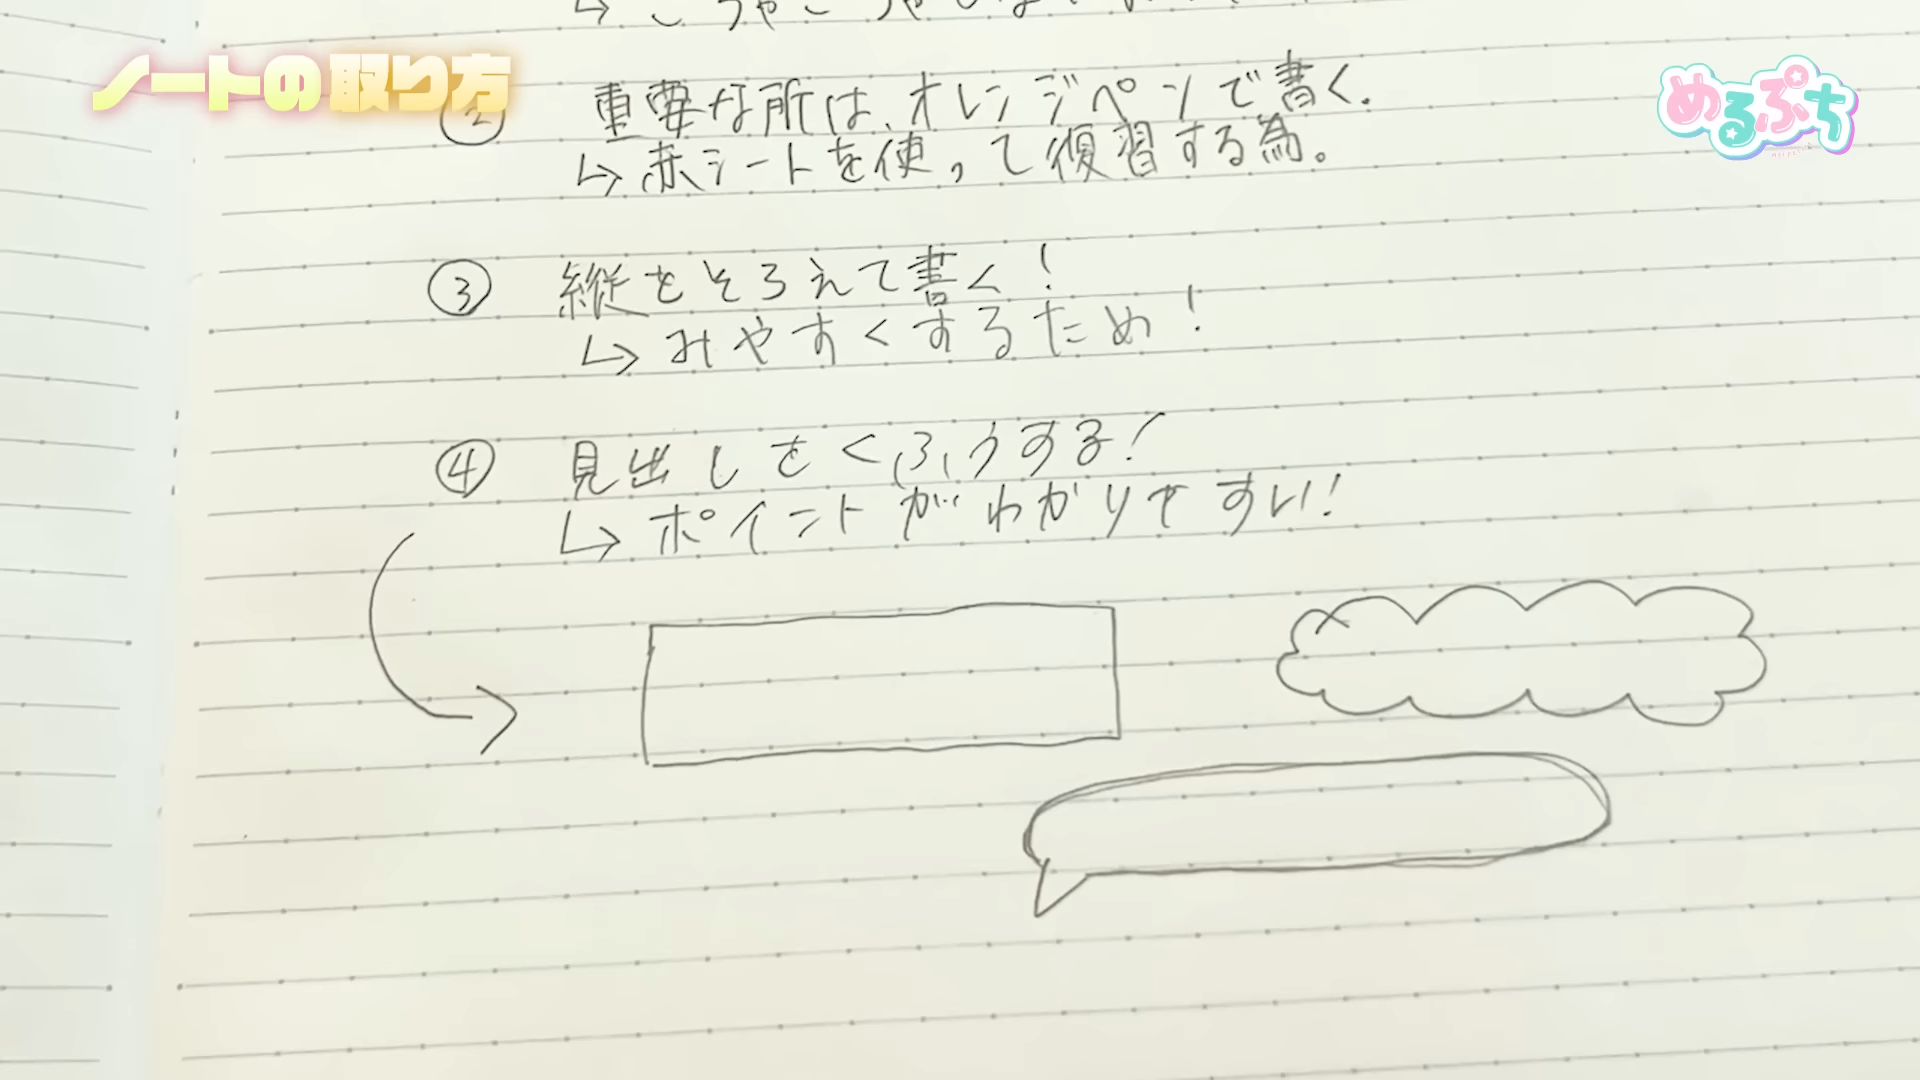 ノートの取り方
めるぷち
② 重要な所は、オレンジペンで書く。
↳ 赤シートを使って復習する為。
③ 縦をそろえて書く!
↳ みやすくするため!
④ 見出しをくふうする!
↳ ポイントがわかりやすい!